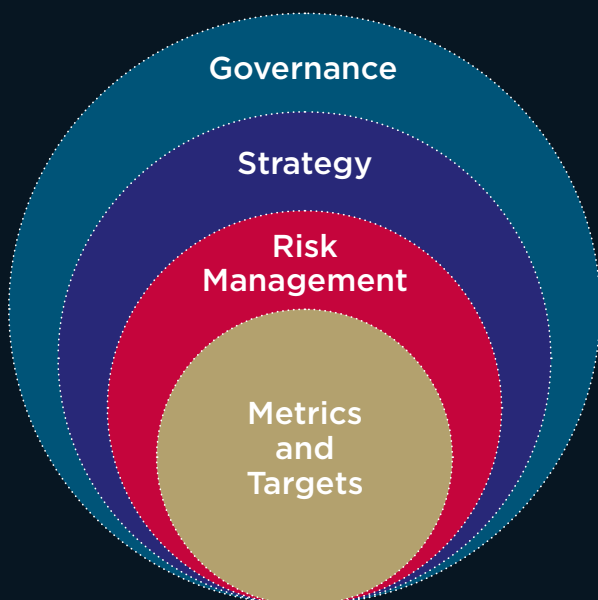 Governance
Strategy
Risk
Management
Metrics
and
Targets